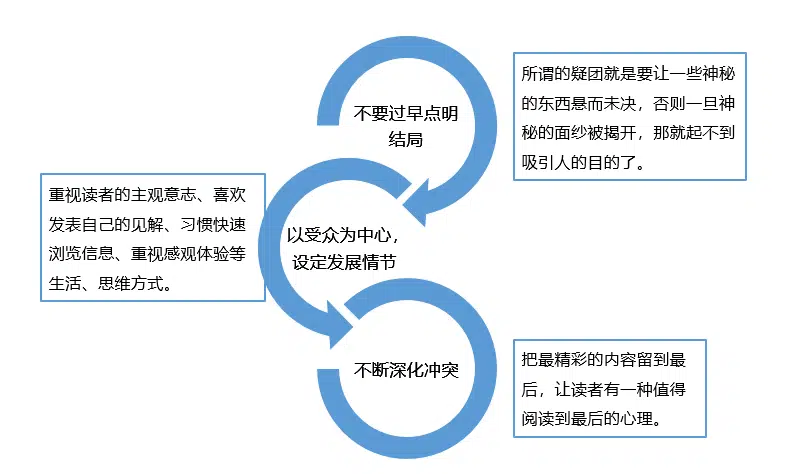 不要过早点明
结局
所谓的疑团就是要让一些神秘
的东西悬而未决，否则一旦神
秘的面纱被揭开，那就起不到
吸引人的目的了。
重视读者的主观意志、喜欢
发表自己的见解、习惯快速
浏览信息、重视感观体验等
生活、思维方式。
以受众为中心，
设定发展情节
不断深化冲突
把最精彩的内容留到最
后，让读者有一种值得
阅读到最后的心理。